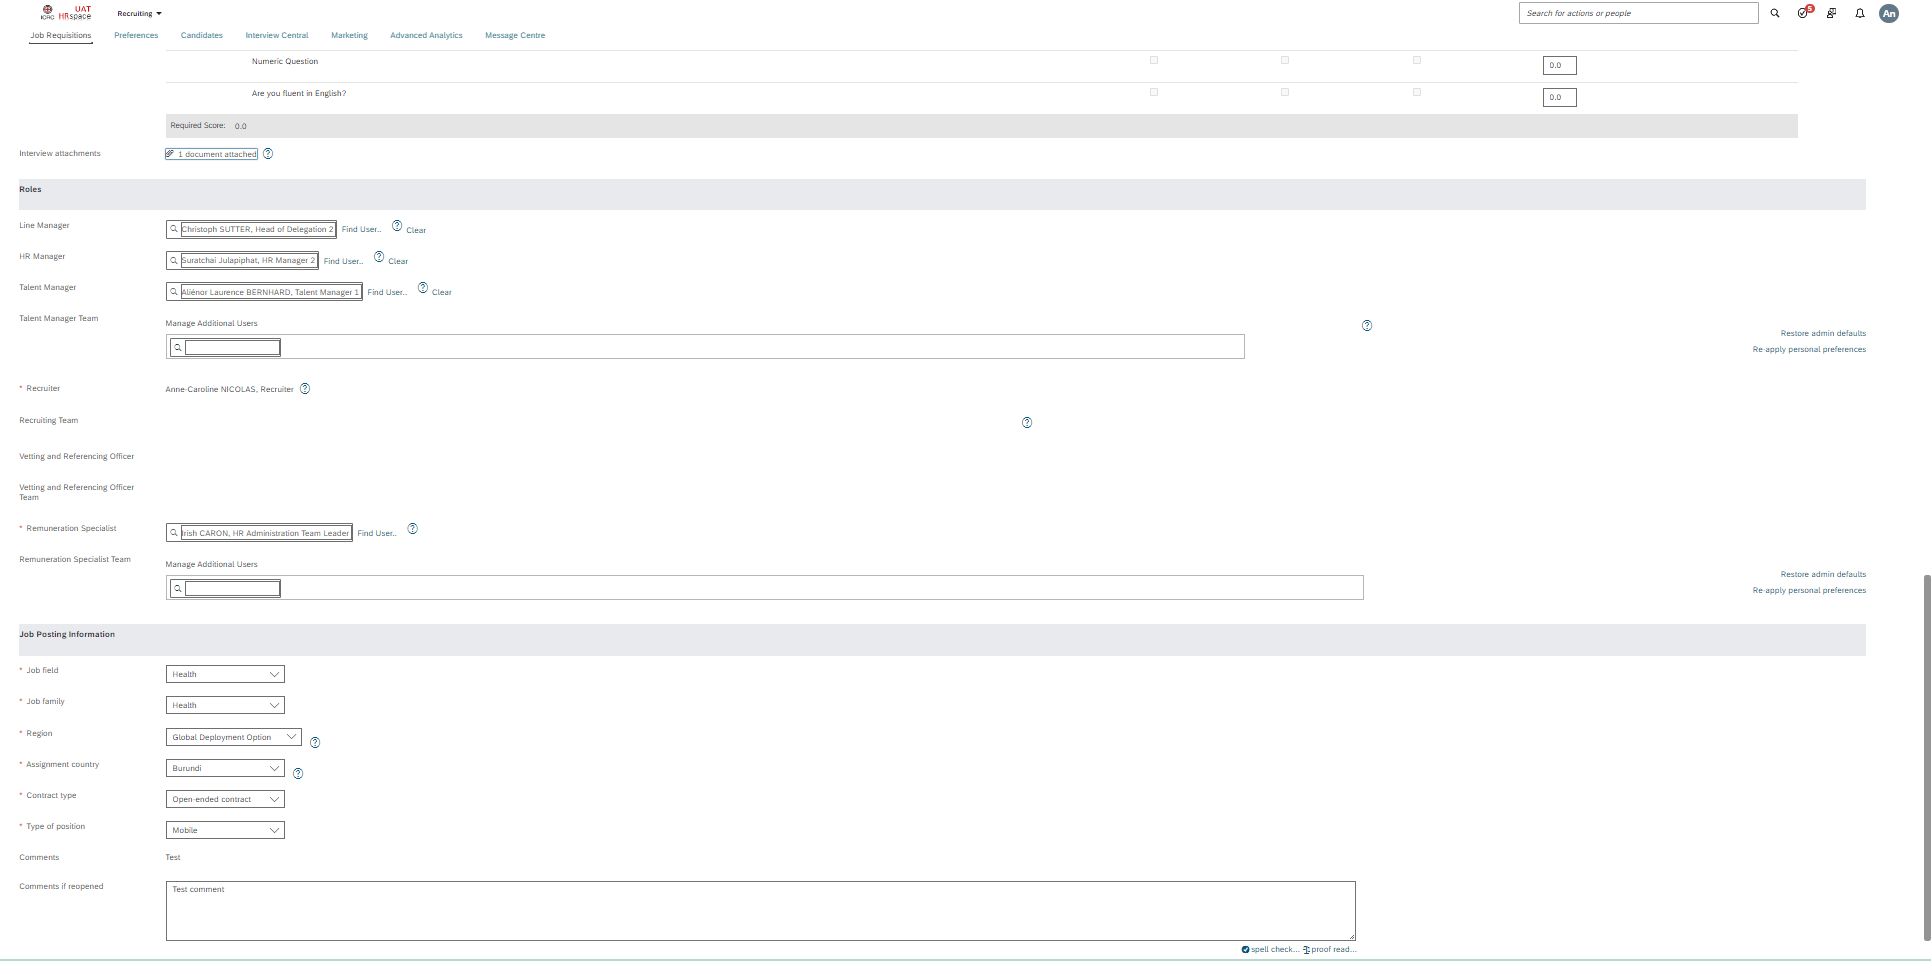 ICRC UAT HRspace Recruiting Search for actions or people 5 An
Job Requisitions Preferences Candidates Interview Central Marketing Advanced Analytics Message Centre
Numeric Question 0.0
Are you fluent in English? 0.0
Required Score: 0.0
Interview attachments 1 document attached ?
Roles
Line Manager Christoph SUTTER, Head of Delegation 2 Find User.. ? Clear
HR Manager Suratchai Julapiphat, HR Manager 2 Find User.. ? Clear
Talent Manager Aliénor Laurence BERNHARD, Talent Manager 1 Find User.. ? Clear
Talent Manager Team Manage Additional Users ?
Restore admin defaults
Re-apply personal preferences
* Recruiter Anne-Caroline NICOLAS, Recruiter ?
Recruiting Team ?
Vetting and Referencing Officer
Vetting and Referencing Officer
Team
* Remuneration Specialist Irish CARON, HR Administration Team Leader Find User.. ?
Remuneration Specialist Team Manage Additional Users
Restore admin defaults
Re-apply personal preferences
Job Posting Information
* Job field Health
* Job family Health
* Region Global Deployment Option ?
* Assignment country Burundi ?
* Contract type Open-ended contract
* Type of position Mobile
Comments Test
Comments if reopened Test comment
spell check... proof read...